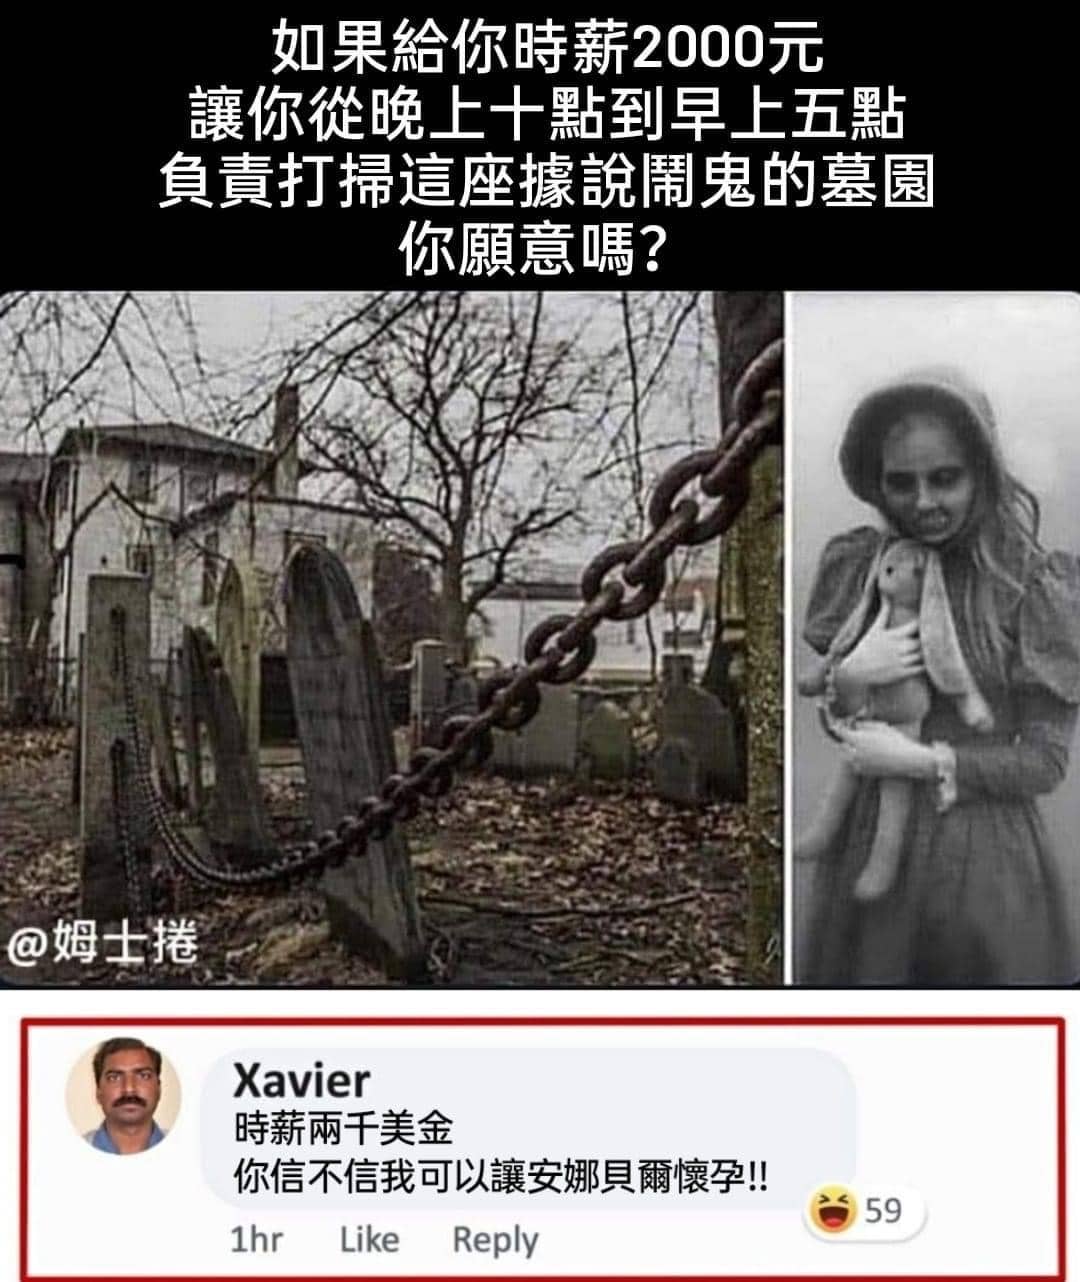 如果給你時薪2000元
讓你從晚上十點到早上五點
負責打掃這座據說鬧鬼的墓園
你願意嗎?
@姆士捲
Xavier
時薪兩千美金
你信不信我可以讓安娜貝爾懷孕!!
59
1hr Like Reply